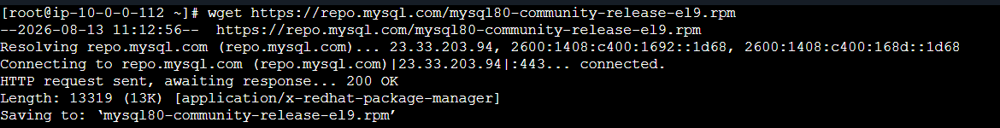 [root@ip-10-0-0-112 ~]# wget https://repo.mysql.com/mysql80-community-release-el9.rpm
--2026-08-13 11:12:56--  https://repo.mysql.com/mysql80-community-release-el9.rpm
Resolving repo.mysql.com (repo.mysql.com)... 23.33.203.94, 2600:1408:c400:1692::1d68, 2600:1408:c400:168d::1d68
Connecting to repo.mysql.com (repo.mysql.com)|23.33.203.94|:443... connected.
HTTP request sent, awaiting response... 200 OK
Length: 13319 (13K) [application/x-redhat-package-manager]
Saving to: ‘mysql80-community-release-el9.rpm’